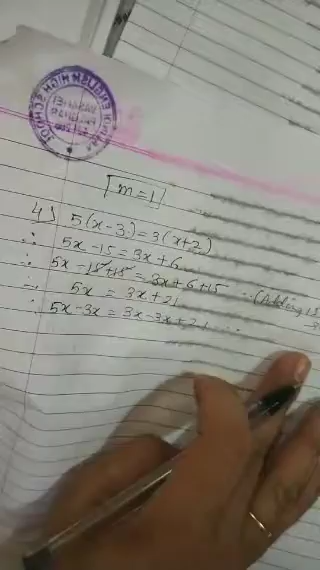 m=1
4) 5(x-3)=3(x+2)
∴ 5x-15=3x+6
∴ 5x-15+15=3x+6+15 ...(Adding 15
∴ 5x = 3x+21
∴ 5x-3x=3x-3x+21...